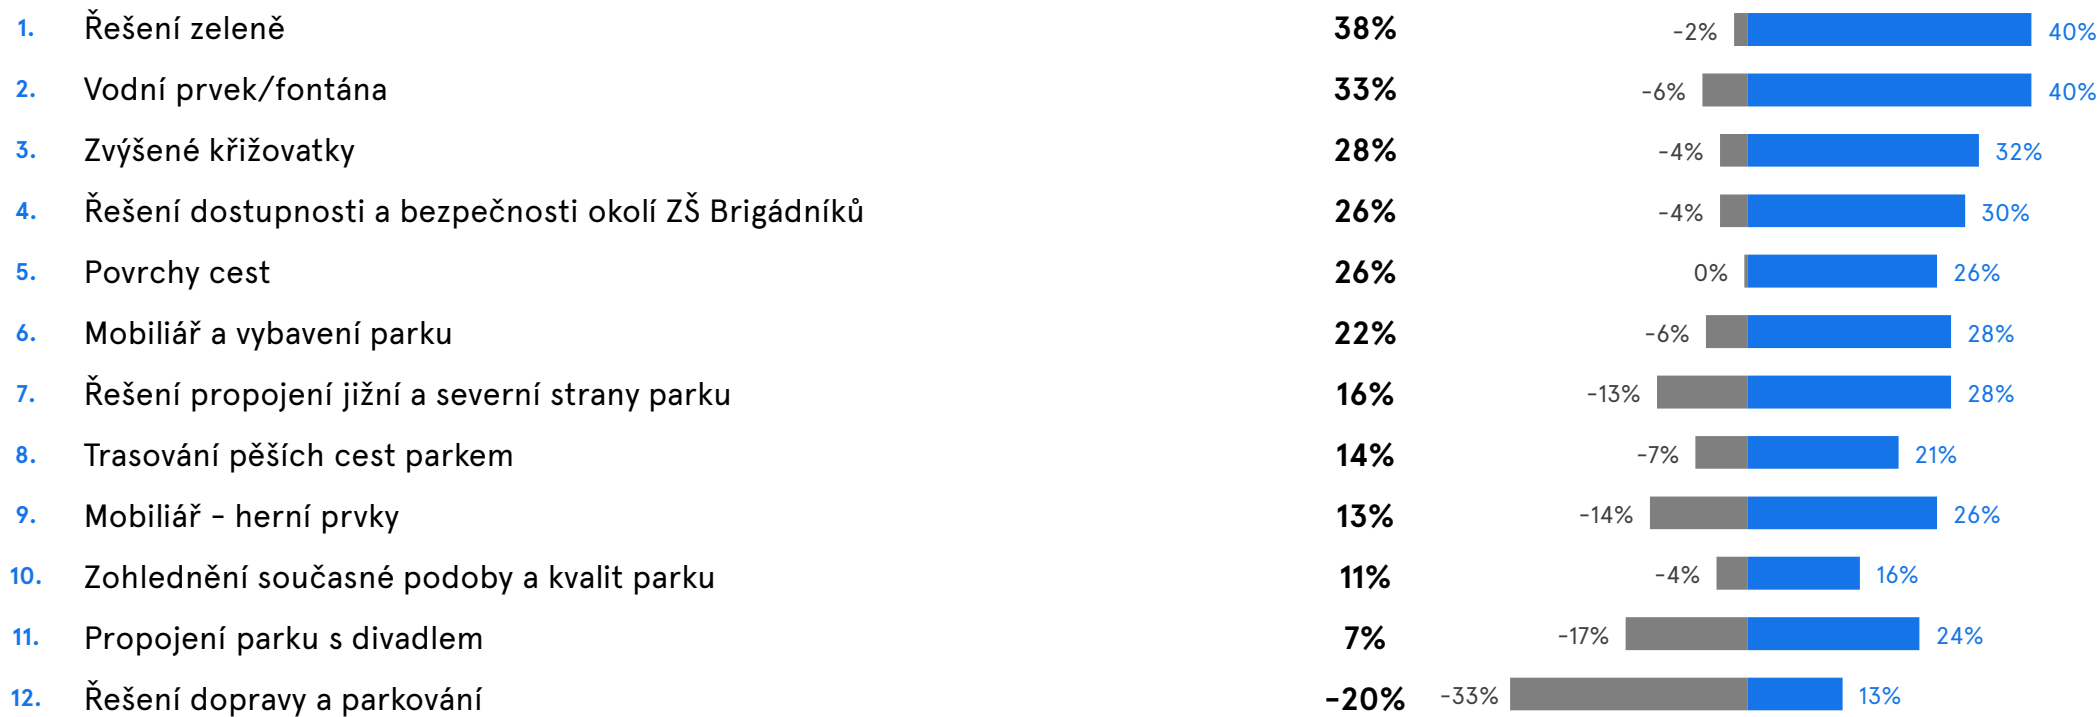 1. Řešení zeleně 38% -2% 40%
2. Vodní prvek/fontána 33% -6% 40%
3. Zvýšené křižovatky 28% -4% 32%
4. Řešení dostupnosti a bezpečnosti okolí ZŠ Brigádníků 26% -4% 30%
5. Povrchy cest 26% 0% 26%
6. Mobiliář a vybavení parku 22% -6% 28%
7. Řešení propojení jižní a severní strany parku 16% -13% 28%
8. Trasování pěších cest parkem 14% -7% 21%
9. Mobiliář - herní prvky 13% -14% 26%
10. Zohlednění současné podoby a kvalit parku 11% -4% 16%
11. Propojení parku s divadlem 7% -17% 24%
12. Řešení dopravy a parkování -20% -33% 13%